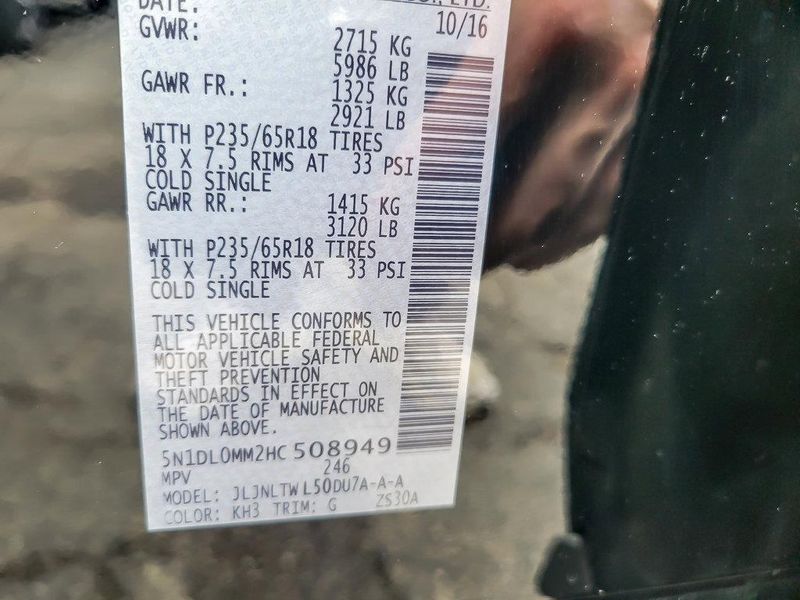 DATE:
LTD.
10/16
GVWR:
2715 KG
5986 LB
GAWR FR.:
1325 KG
2921 LB
WITH P235/65R18 TIRES
18 X 7.5 RIMS AT 33 PSI
COLD SINGLE
GAWR RR.:
1415 KG
3120 LB
WITH P235/65R18 TIRES
18 X 7.5 RIMS AT 33 PSI
COLD SINGLE
THIS VEHICLE CONFORMS TO
ALL APPLICABLE FEDERAL
MOTOR VEHICLE SAFETY AND
THEFT PREVENTION
STANDARDS IN EFFECT ON
THE DATE OF MANUFACTURE
SHOWN ABOVE.
5N1DL0MM2HC508949
MPV 246
MODEL: JLJNLTWL50DU7A-A-A
COLOR: KH3 TRIM: G ZS30A